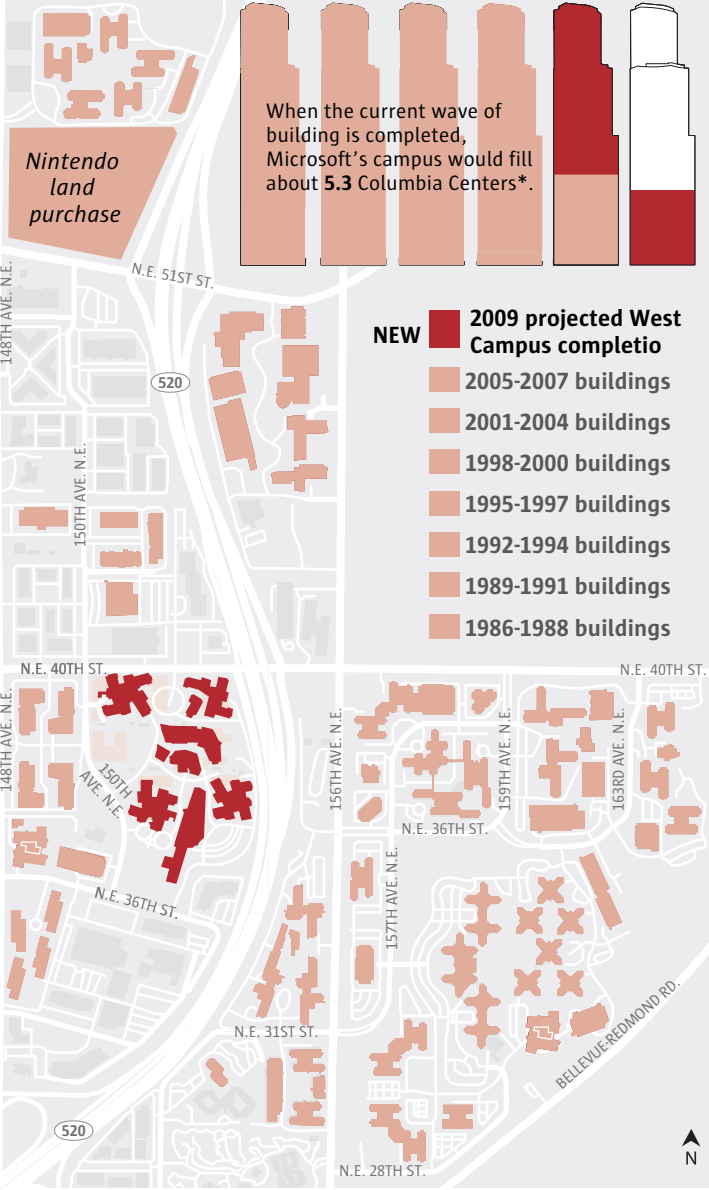 When the current wave of
building is completed,
Microsoft's campus would fill
about 5.3 Columbia Centers*.
Nintendo
land
purchase
N.E. 51ST ST.
148TH AVE. N.E.
520
NEW
2009 projected West
Campus completio
2005-2007 buildings
2001-2004 buildings
1998-2000 buildings
1995-1997 buildings
1992-1994 buildings
1989-1991 buildings
1986-1988 buildings
150TH AVE. N.E.
N.E. 40TH ST.
N.E. 40TH ST.
148TH AVE. N.E.
150TH
AVE. N.E.
156TH AVE. N.E.
159TH AVE. N.E.
163RD AVE. N.E.
N.E. 36TH ST.
157TH AVE. N.E.
N.E. 36TH ST.
N.E. 31ST ST.
BELLEVUE-REDMOND RD.
520
N
N.E. 28TH ST.